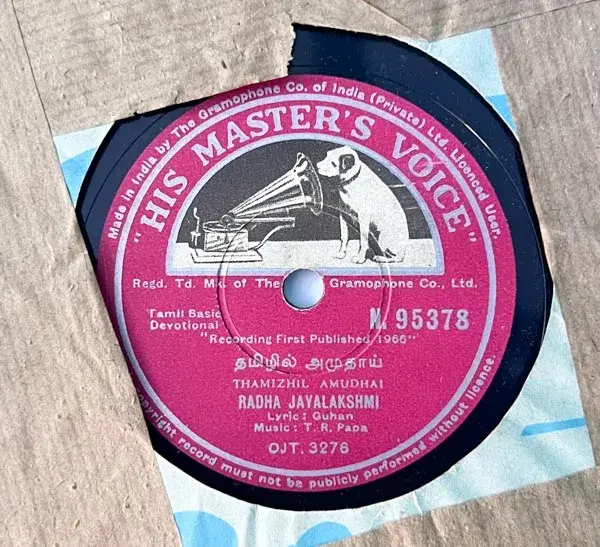 Made in India by The Gramophone Co. of India (Private) Ltd. Licenced User.
"HIS MASTER'S VOICE"
Regd. Td. Mk. of The Gramophone Co., Ltd.
Tamil Basic
Devotional
N. 95378
"Recording First Published 1966"
தமிழில் அமுதாய்
THAMIZHIL AMUDHAI
RADHA JAYALAKSHMI
Lyric: Guhan
Music: T. R. Papa
OJT. 3276
copyright record must not be publicly performed without licence.